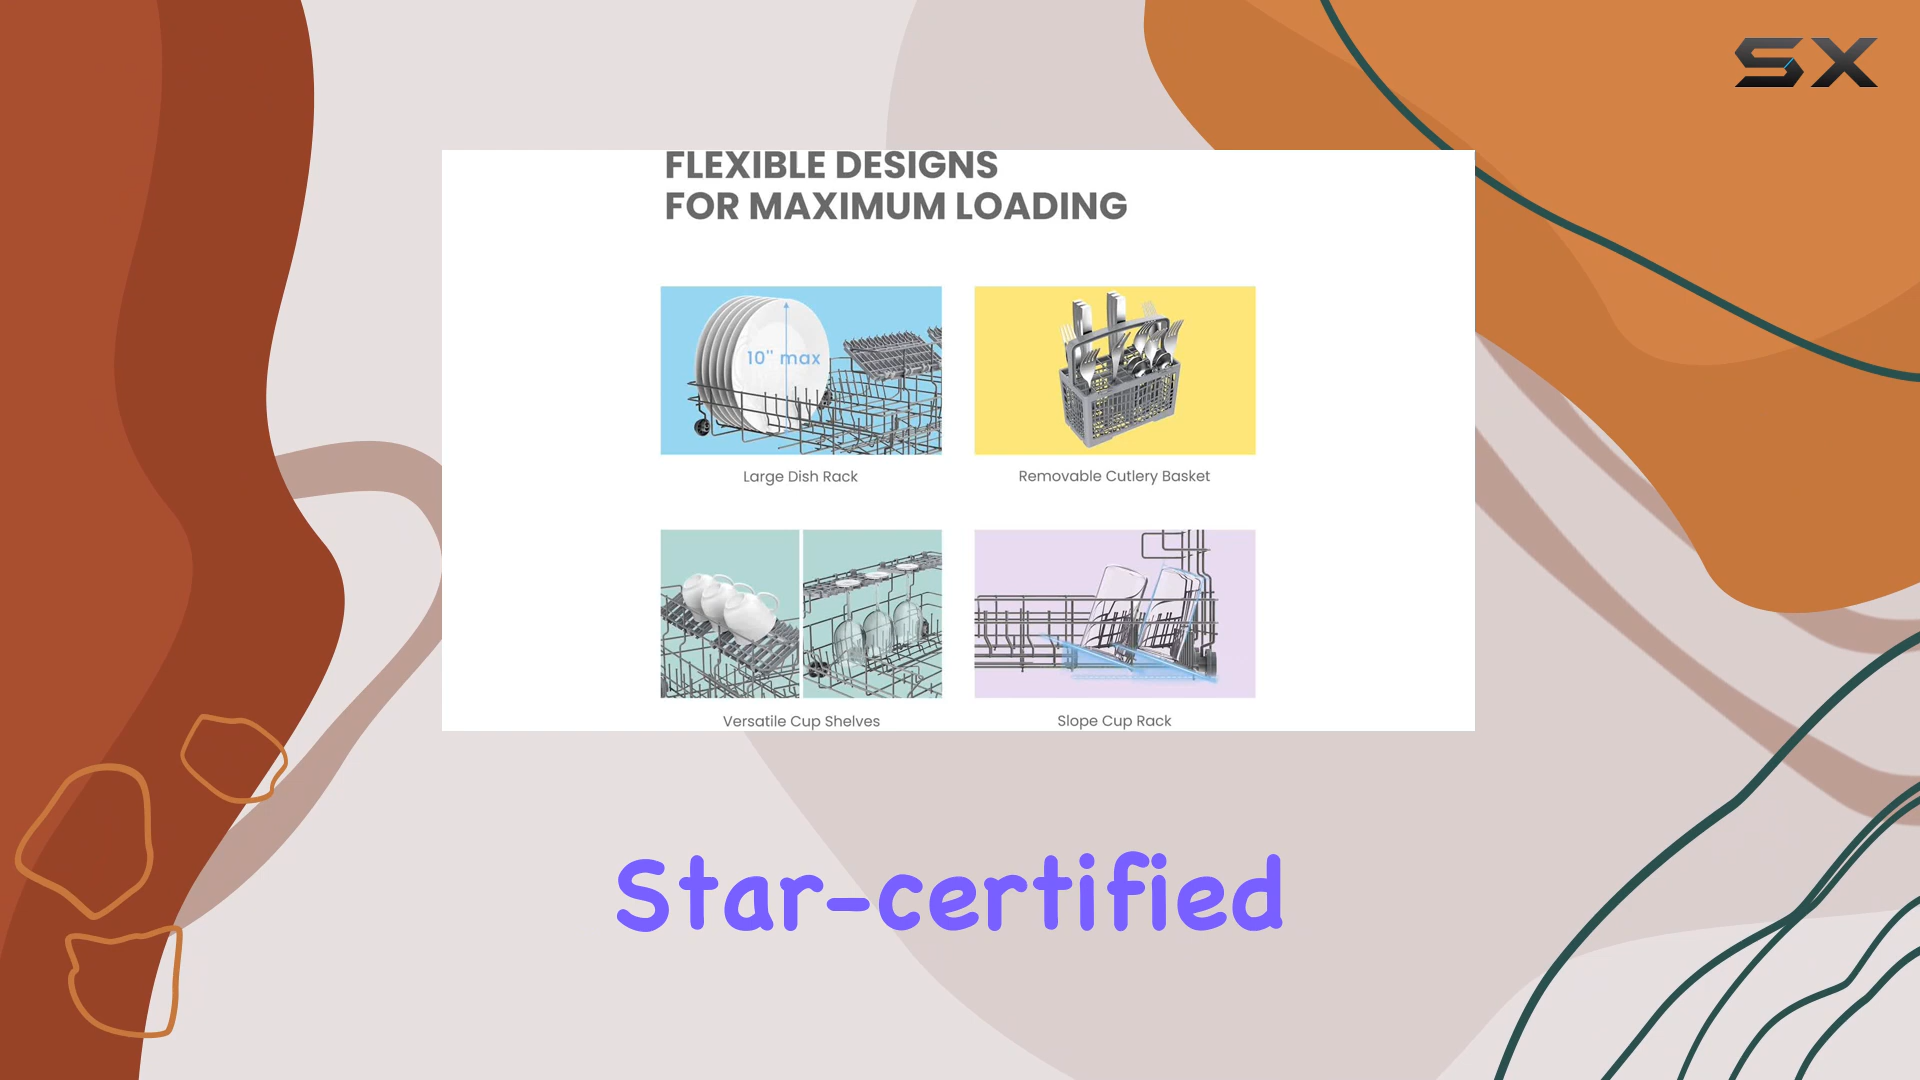 SX
FLEXIBLE DESIGNS
FOR MAXIMUM LOADING
10" max
Large Dish Rack
Removable Cutlery Basket
Versatile Cup Shelves
Slope Cup Rack
Star-certified